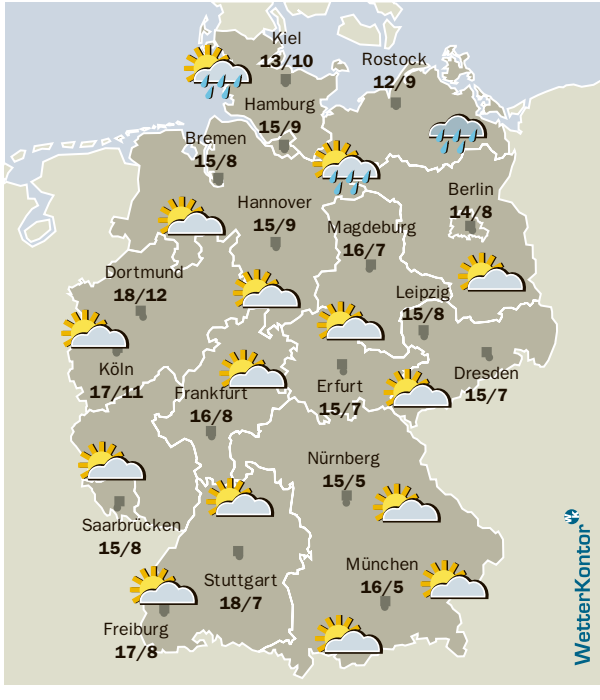 Kiel
13/10
Rostock
12/9
Hamburg
15/9
Bremen
15/8
Berlin
14/8
Hannover
15/9
Magdeburg
16/7
Dortmund
18/12
Leipzig
15/8
Köln
17/11
Dresden
15/7
Erfurt
15/7
Frankfurt
16/8
Nürnberg
15/5
Saarbrücken
15/8
München
16/5
Stuttgart
18/7
Freiburg
17/8
WetterKontor